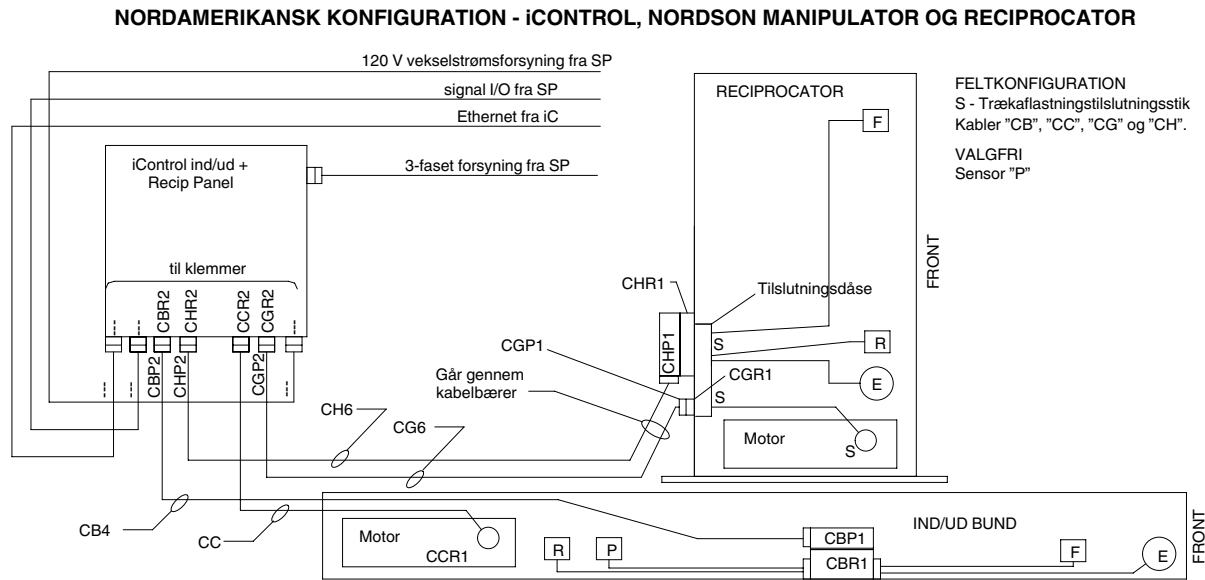 NORDAMERIKANSK KONFIGURATION - iCONTROL, NORDSON MANIPULATOR OG RECIPROCATOR
120 V vekselstrømsforsyning fra SP
signal I/O fra SP
Ethernet fra iC
iControl ind/ud +
Recip Panel
3-faset forsyning fra SP
til klemmer
CBR2
CHR2
CCR2
CGR2
CBP2
CHP2
CGP2
RECIPROCATOR
F
FELTKONFIGURATION
S - Trækaflastningstilslutningsstik
Kabler "CB", "CC", "CG" og "CH".
VALGFRI
Sensor "P"
FRONT
CHR1
Tilslutningsdåse
CHP1
S
R
CGP1
CGR1
E
Går gennem
kabelbærer
S
CH6
CG6
Motor
S
CB4
CC
Motor
CCR1
R
P
CBP1
CBR1
IND/UD BUND
F
E
FRONT